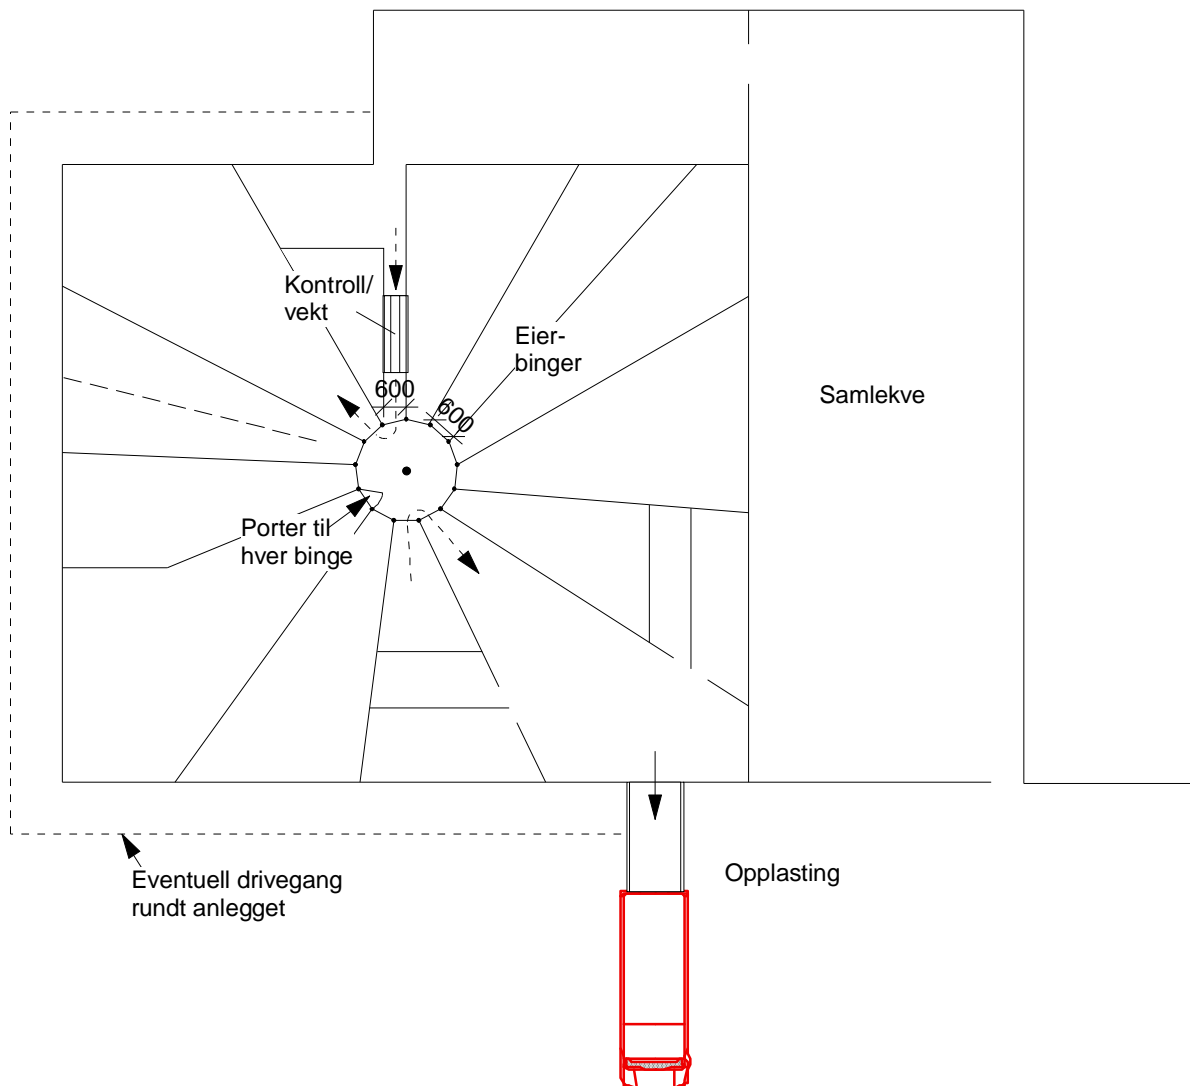 Kontroll/
vekt
Eier-
binger
600
600
Samlekve
Porter til
hver binge
Eventuell drivegang
rundt anlegget
Opplasting